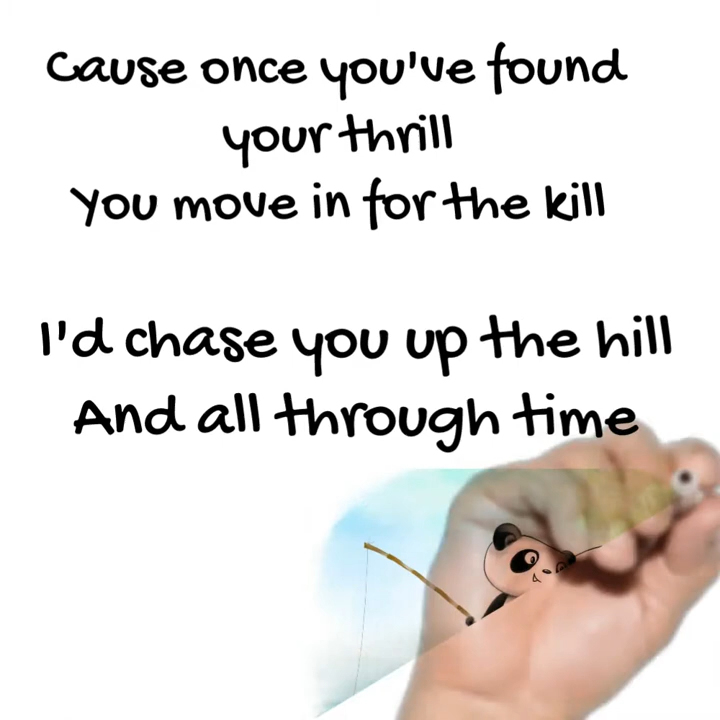 Cause once you've found
your thrill
You move in for the kill
I'd chase you up the hill
And all through time